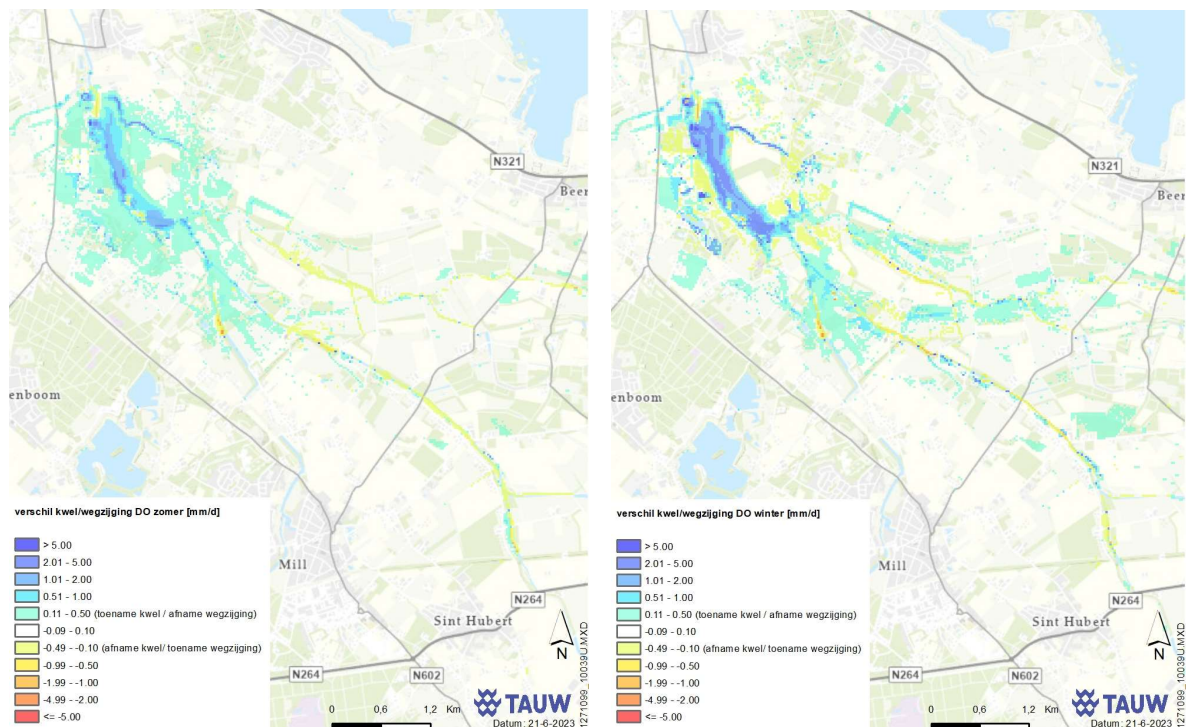 N321
Beer
enboom
verschil kwel/wegzijging DO zomer [mm/d]
> 5.00
2.01 - 5.00
1.01 - 2.00
0.51 - 1.00
0.11 - 0.50 (toename kwel / afname wegzijging)
-0.09 - 0.10
-0.49 - -0.10 (afname kwel/ toename wegzijging)
-0.99 - -0.50
-1.99 - -1.00
-4.99 - -2.00
<= -5.00
Mill
N264
Sint Hubert
N264
N602
N
0 0,6 1,2 Km
TAUW
Datum: 21-6-2023
1271099_10039U.MXD
N321
Beer
enboom
verschil kwel/wegzijging DO winter [mm/d]
> 5.00
2.01 - 5.00
1.01 - 2.00
0.51 - 1.00
0.11 - 0.50 (toename kwel / afname wegzijging)
-0.09 - 0.10
-0.49 - -0.10 (afname kwel/ toename wegzijging)
-0.99 - -0.50
-1.99 - -1.00
-4.99 - -2.00
<= -5.00
Mill
N264
Sint Hubert
N264
N602
N
0 0,6 1,2 Km
TAUW
Datum: 21-6-2023
1271099_10039U.MXD